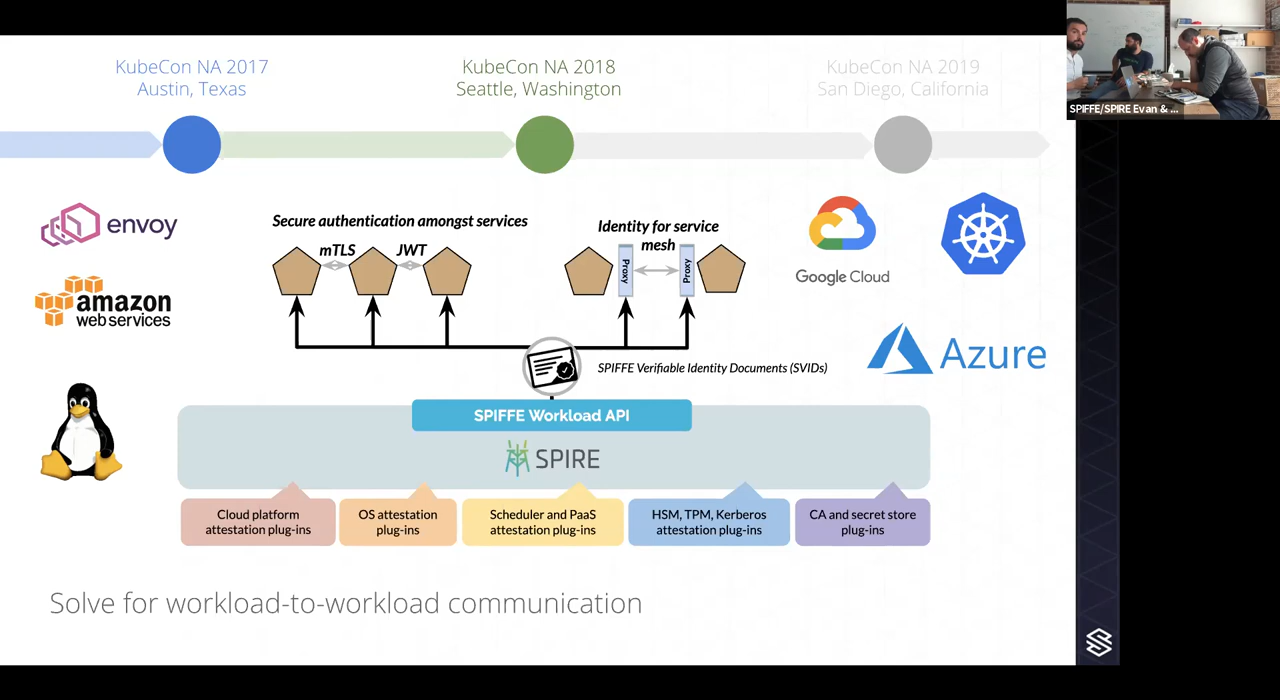 KubeCon NA 2017
Austin, Texas
KubeCon NA 2018
Seattle, Washington
KubeCon NA 2019
San Diego, California
SPIFFE/SPIRE Evan & ...
envoy
amazon
web services
Secure authentication amongst services
mTLS
JWT
Identity for service
mesh
Proxy
Proxy
Google Cloud
Azure
SPIFFE Verifiable Identity Documents (SVIDs)
SPIFFE Workload API
SPIRE
Cloud platform
attestation plug-ins
OS attestation
plug-ins
Scheduler and PaaS
attestation plug-ins
HSM, TPM, Kerberos
attestation plug-ins
CA and secret store
plug-ins
Solve for workload-to-workload communication